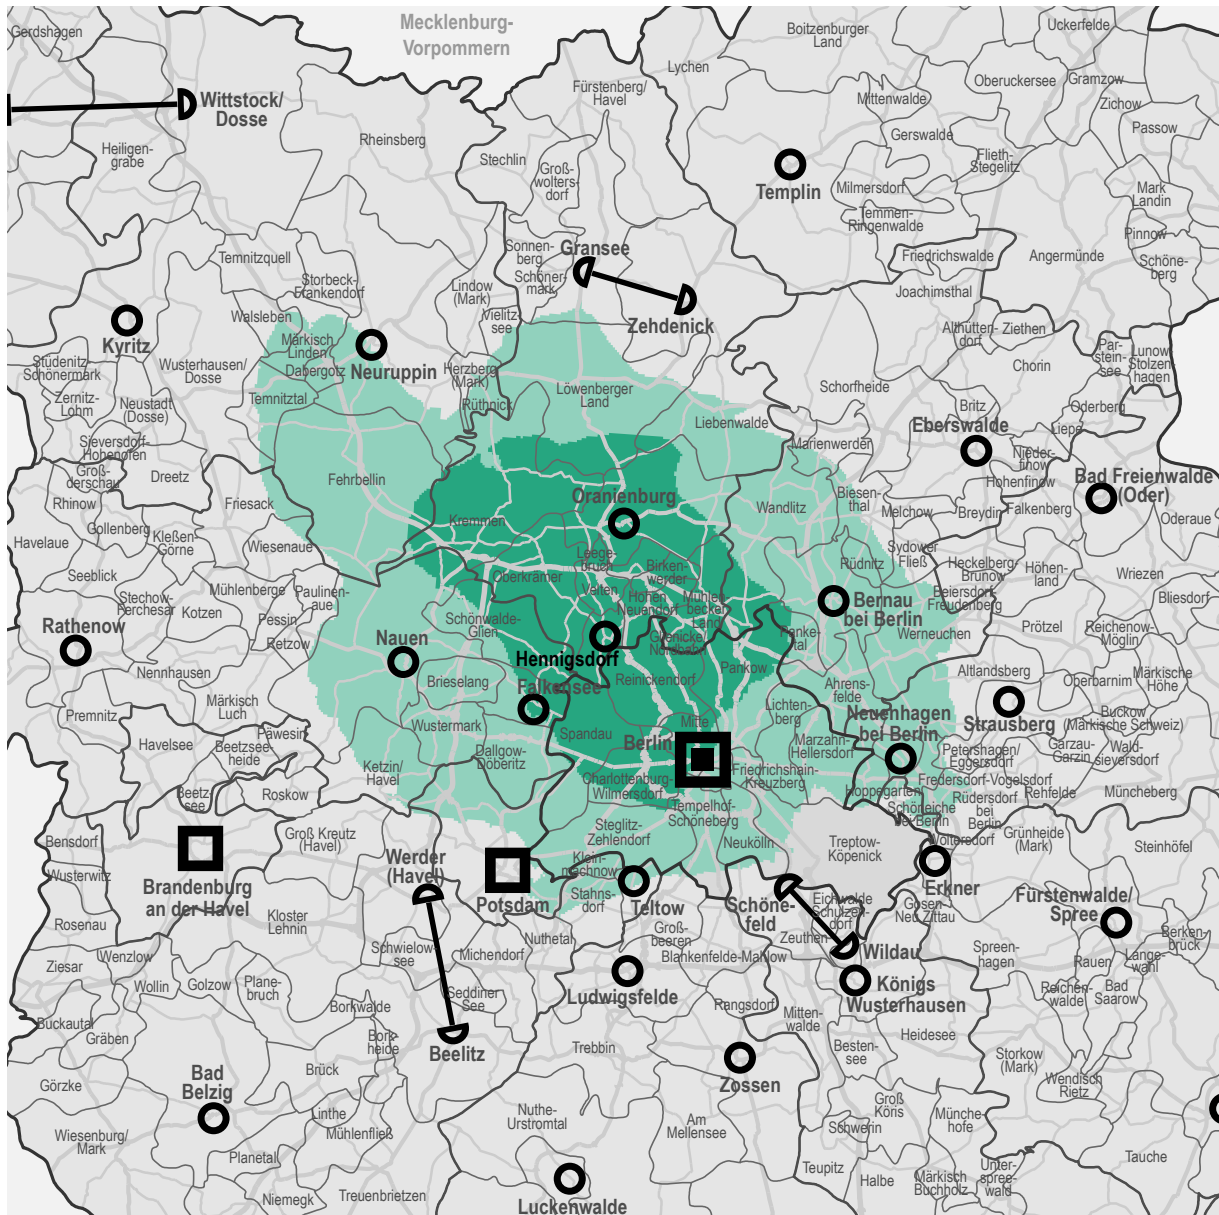 Mecklenburg-
Vorpommern
Gerdshagen
Boitzenburger
Land
Uckerfelde
Lychen
Oberuckersee
Gramzow
Fürstenberg/
Havel
Mittenwalde
Zichow
Wittstock/
Dosse
Rheinsberg
Gerswalde
Passow
Heiligen-
grabe
Stechlin
Groß-
wolters-
dorf
Flieth-
Stegelitz
Templin
Milmersdorf
Mark
Landin
Temmen-
Ringenwalde
Pinnow
Sonnen-
berg
Gransee
Friedrichswalde
Angermünde
Schöne-
berg
Temnitzquell
Storbeck-
Frankendorf
Schöner-
mark
Lindow
(Mark)
Joachimsthal
Walsleben
Vielitz-
see
Zehdenick
Althütten-
dorf
Ziethen
Kyritz
Märkisch
Linden
Neuruppin
Par-
stein-
see
Lunow-
Stolzen-
hagen
Stüdenitz-
Schönermark
Wusterhausen/
Dosse
Dabergotz
Herzberg
(Mark)
Chorin
Zernitz-
Lohm
Neustadt
(Dosse)
Temnitztal
Rüthnick
Löwenberger
Land
Schorfheide
Britz
Oderberg
Liebenwalde
Eberswalde
Liepe
Sieversdorf-
Hohenofen
Marienwerder
Nieder-
finow
Groß-
derschau
Dreetz
Fehrbellin
Hohenfinow
Bad Freienwalde
(Oder)
Rhinow
Friesack
Oranienburg
Wandlitz
Biesen-
thal
Melchow
Breydin
Falkenberg
Gollenberg
Kleßen-
Görne
Kremmen
Oderaue
Havelaue
Wiesenaue
Leege-
bruch
Birken-
werder
Sydower
Fließ
Heckelberg-
Brunow
Höhen-
land
Wriezen
Seeblick
Mühlenberge
Paulinen-
aue
Oberkrämer
Velten
Hohen
Neuendorf
Mühlen-
becker
Land
Rüdnitz
Beiersdorf-
Freudenberg
Bliesdorf
Stechow-
Ferchesar
Kotzen
Pessin
Schönwalde-
Glien
Bernau
bei Berlin
Prötzel
Reichenow-
Möglin
Rathenow
Retzow
Nauen
Hennigsdorf
Glienicke/
Nordbahn
Panke-
tal
Werneuchen
Nennhausen
Brieselang
Falkensee
Reinickendorf
Pankow
Altlandsberg
Oberbarnim
Märkische
Höhe
Premnitz
Märkisch
Luch
Wustermark
Ahrens-
felde
Strausberg
Buckow
(Märkische Schweiz)
Päwesin
Spandau
Mitte
Lichten-
berg
Neuenhagen
bei Berlin
Havelsee
Beetzsee-
heide
Dallgow-
Döberitz
Berlin
Marzahn-
Hellersdorf
Petershagen/
Eggersdorf
Garzau-
Garzin
Wald-
sieversdorf
Ketzin/
Havel
Charlottenburg-
Wilmersdorf
Friedrichshain-
Kreuzberg
Fredersdorf-Vogelsdorf
Rehfelde
Müncheberg
Beetz-
see
Roskow
Hoppegarten
Tempelhof-
Schöneberg
Schöneiche
bei Berlin
Rüdersdorf
bei
Berlin
Bensdorf
Groß Kreutz
(Havel)
Steglitz-
Zehlendorf
Neukölln
Treptow-
Köpenick
Woltersdorf
Grünheide
(Mark)
Steinhöfel
Werder
(Havel)
Klein-
machnow
Wusterwitz
Brandenburg
an der Havel
Potsdam
Stahns-
dorf
Teltow
Schöne-
feld
Erkner
Fürstenwalde/
Spree
Eichwalde
Schulzen-
dorf
Gosen-
Neu Zittau
Rosenau
Kloster
Lehnin
Nuthetal
Groß-
beeren
Zeuthen
Wildau
Berken-
brück
Wenzlow
Schwielow-
see
Michendorf
Blankenfelde-Mahlow
Spreen-
hagen
Rauen
Lange-
wahl
Ziesar
Wollin
Golzow
Plane-
bruch
Ludwigsfelde
Königs
Wusterhausen
Reichen-
walde
Bad
Saarow
Borkwalde
Seddiner
See
Rangsdorf
Mitten-
walde
Buckautal
Gräben
Bork-
heide
Beelitz
Trebbin
Heidesee
Besten-
see
Storkow
(Mark)
Görzke
Bad
Belzig
Brück
Zossen
Wendisch
Rietz
Linthe
Nuthe-
Urstromtal
Am
Mellensee
Groß
Köris
Münche-
hofe
Wiesenburg/
Mark
Mühlenfließ
Schwerin
Planetal
Teupitz
Tauche
Niemegk
Treuenbrietzen
Luckenwalde
Halbe
Märkisch
Buchholz
Unter-
spree-
wald